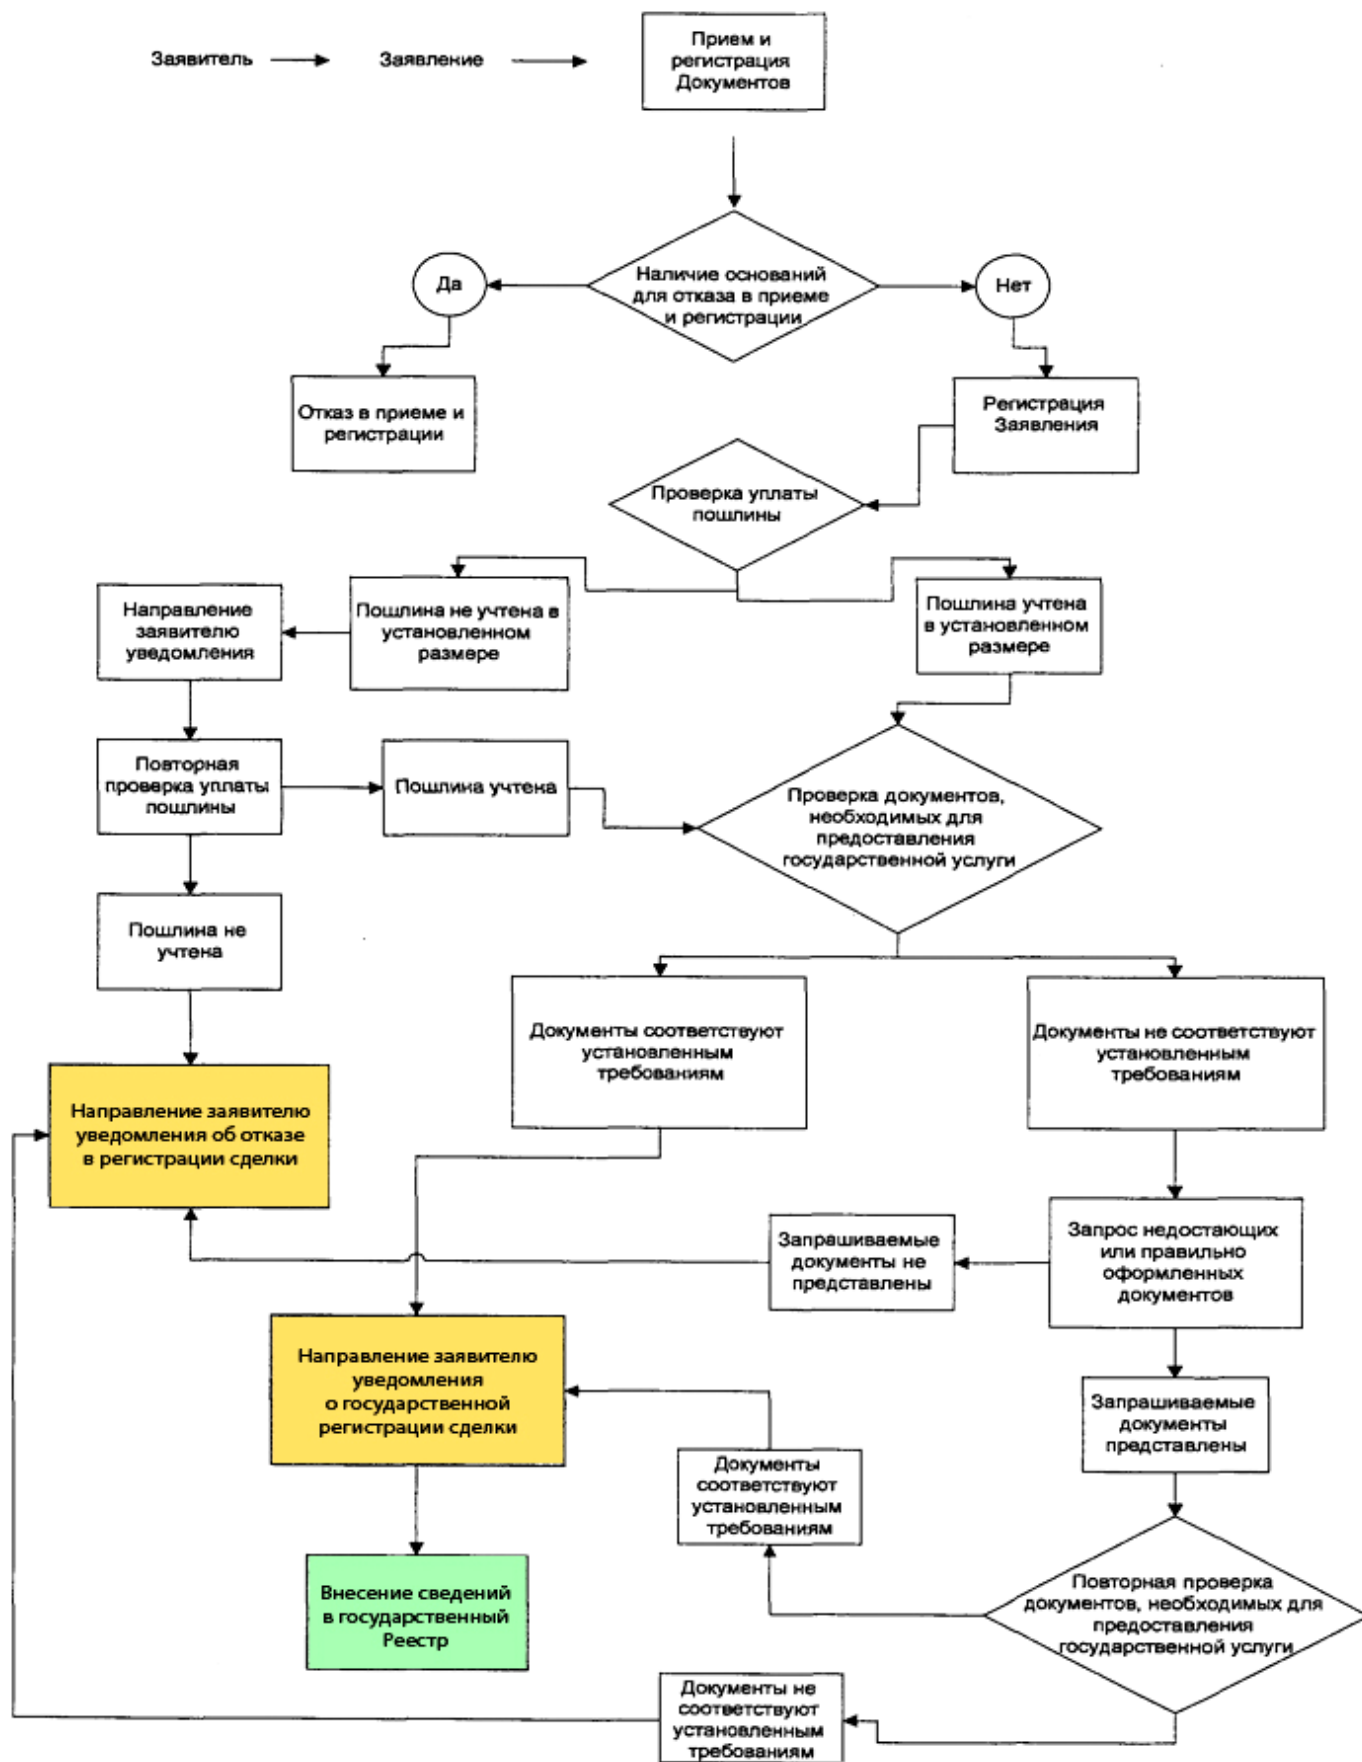 Заявитель
Заявление
Прием и
регистрация
Документов
Да
Наличие оснований
для отказа в приеме
и регистрации
Нет
Отказ в приеме и
регистрации
Регистрация
Заявления
Проверка уплаты
пошлины
Направление
заявителю
уведомления
Пошлина не учтена в
установленном
размере
Пошлина учтена
в установленном
размере
Повторная
проверка уплаты
пошлины
Пошлина учтена
Проверка документов,
необходимых для
предоставления
государственной услуги
Пошлина не
учтена
Документы соответствуют
установленным
требованиям
Документы не соответствуют
установленным
требованиям
Направление заявителю
уведомления об отказе
в регистрации сделки
Запрашиваемые
документы не
представлены
Запрос недостающих
или правильно
оформленных
документов
Направление заявителю
уведомления
о государственной
регистрации сделки
Запрашиваемые
документы
представлены
Документы
соответствуют
установленным
требованиям
Внесение сведений
в государственный
Реестр
Повторная проверка
документов, необходимых для
предоставления
государственной услуги
Документы не
соответствуют
установленным
требованиям